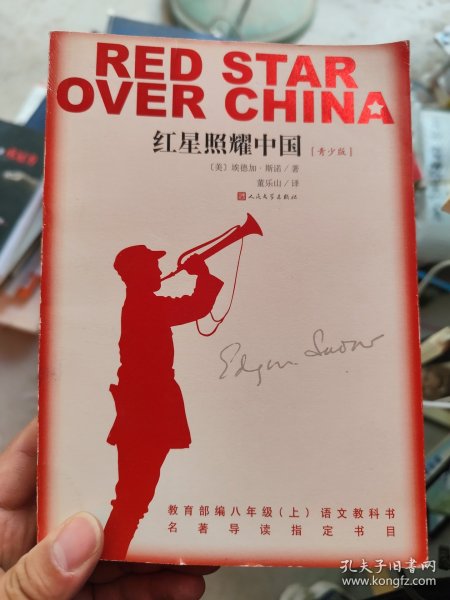 RED STAR
OVER CHINA
红星照耀中国 [青少版]
〔美〕埃德加·斯诺/著
董乐山/译
人民文学出版社
Edgar Snow
教育部编八年级(上)语文教科书
名著导读指定书目
孔夫子旧书网
www.kongfz.com